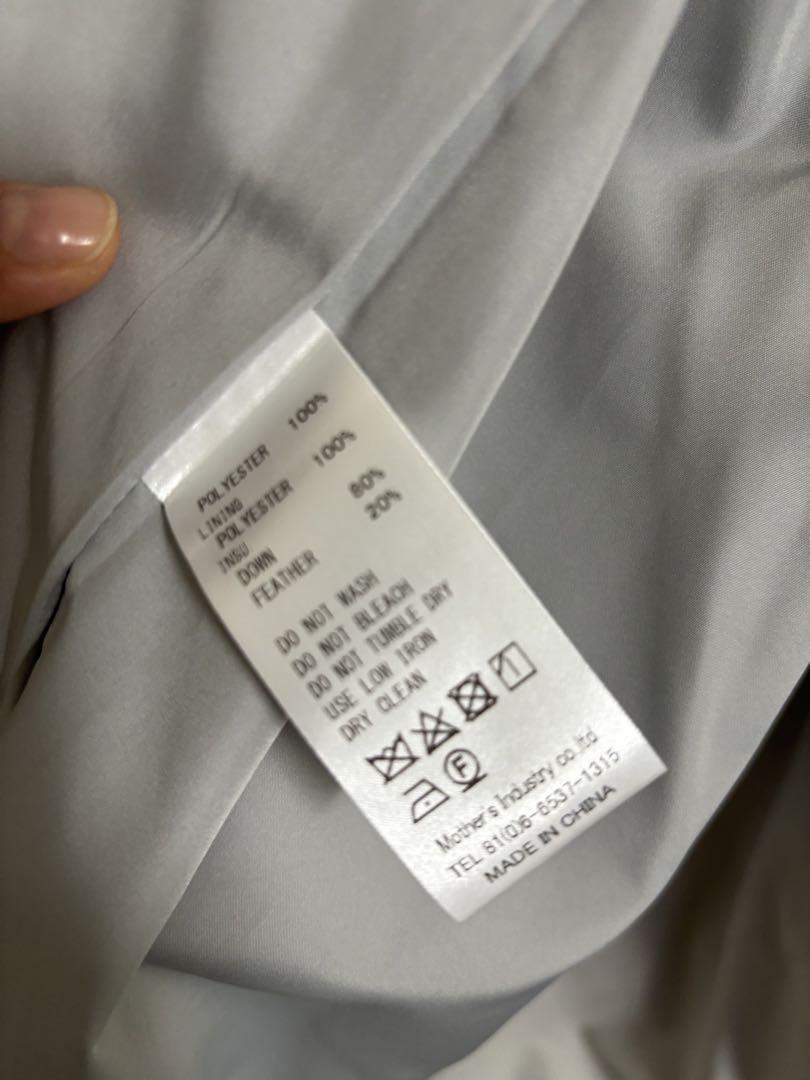 POLYESTER 100%
LINING
POLYESTER 100%
INSU
DOWN 80%
FEATHER 20%
DO NOT WASH
DO NOT BLEACH
DO NOT TUMBLE DRY
USE LOW IRON
DRY CLEAN
F
Mother's Industry co.ltd
TEL 81(0)6-6537-1315
MADE IN CHINA